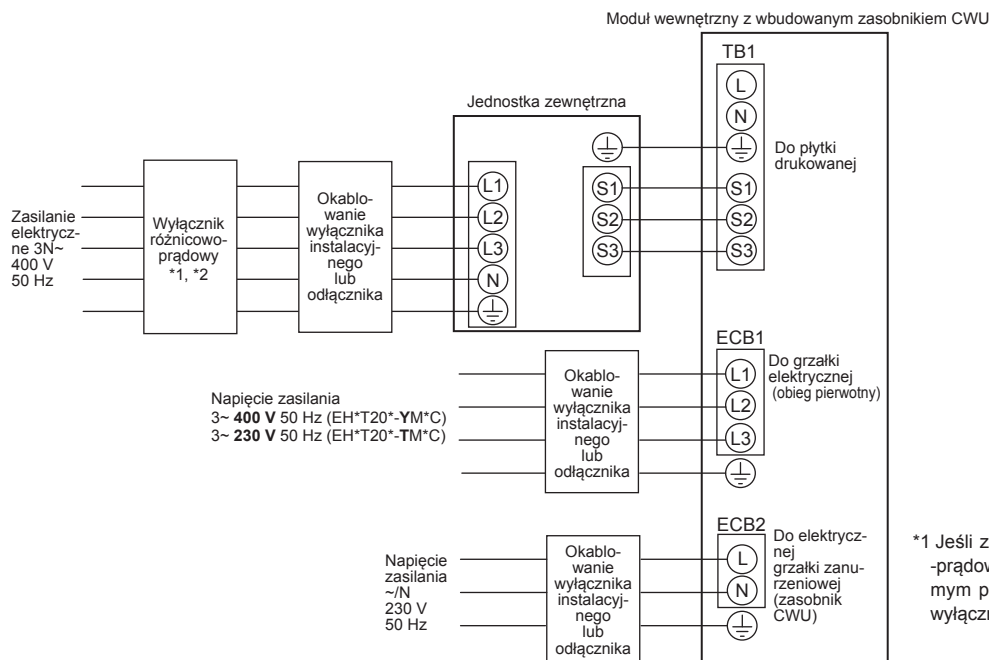 Moduł wewnętrzny z wbudowanym zasobnikiem CWU
TB1
L
N
Do płytki
drukowanej
S1
S2
S3
Jednostka zewnętrzna
L1
L2
L3
N
S1
S2
S3
Zasilanie
elektrycz-
ne 3N~
400 V
50 Hz
Wyłącznik
różnicowo-
prądowy
*1, *2
Okablo-
wanie
wyłącznika
instalacyj-
nego
lub
odłącznika
ECB1
L1
L2
L3
Do grzałki
elektrycznej
(obieg pierwotny)
Napięcie zasilania
3~ 400 V 50 Hz (EH*T20*-YM*C)
3~ 230 V 50 Hz (EH*T20*-TM*C)
Okablo-
wanie
wyłącznika
instalacyj-
nego
lub
odłącznika
ECB2
L
N
Do elektrycz-
nej
grzałki zanu-
rzeniowej
(zasobnik
CWU)
Napięcie
zasilania
~/N
230 V
50 Hz
Okablo-
wanie
wyłącznika
instalacyj-
nego
lub
odłącznika
*1 Jeśli z
-prądow
mym p
wyłączn